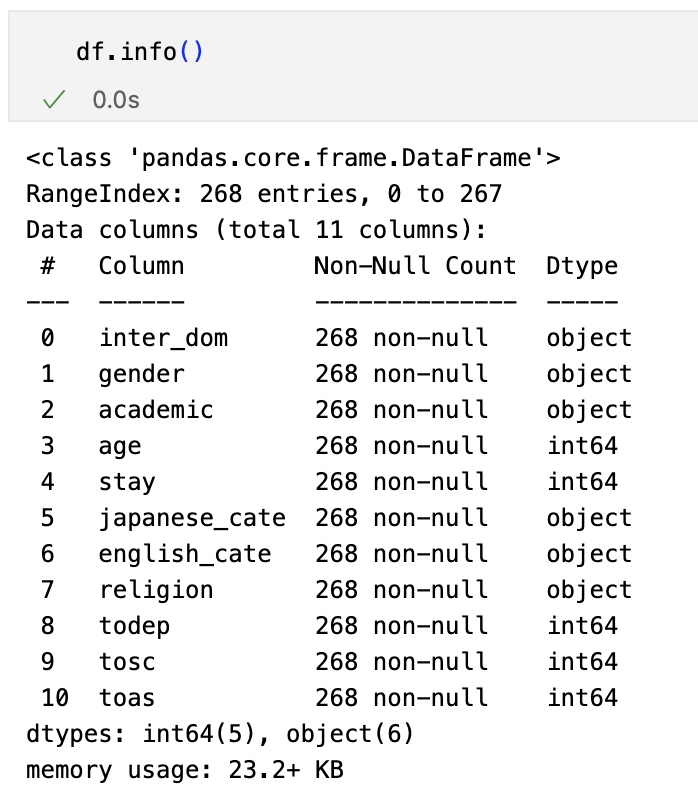 df.info()
✓ 0.0s
<class 'pandas.core.frame.DataFrame'>
RangeIndex: 268 entries, 0 to 267
Data columns (total 11 columns):
 #   Column         Non-Null Count  Dtype
---  ------         --------------  -----
 0   inter_dom      268 non-null    object
 1   gender         268 non-null    object
 2   academic       268 non-null    object
 3   age            268 non-null    int64
 4   stay           268 non-null    int64
 5   japanese_cate  268 non-null    object
 6   english_cate   268 non-null    object
 7   religion       268 non-null    object
 8   todep          268 non-null    int64
 9   tosc           268 non-null    int64
 10  toas           268 non-null    int64
dtypes: int64(5), object(6)
memory usage: 23.2+ KB